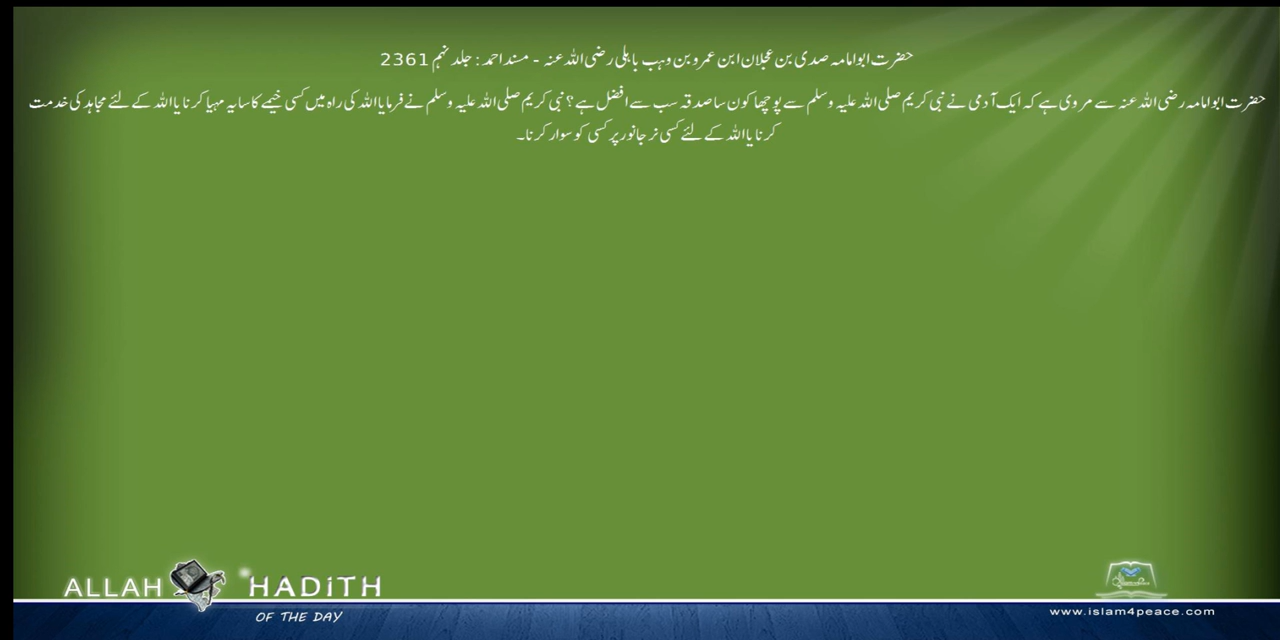 حضرت ابوامامہ صدی بن عجلان ابن عمرو بن وہب باہلی رضی اللہ عنہ - مسند احمد : جلد نہم 2361
حضرت ابوامامہ رضی اللہ عنہ سے مروی ہے کہ ایک آدمی نے نبی کریم صلی اللہ علیہ وسلم سے پوچھا کون سا صدقہ سب سے افضل ہے؟ نبی کریم صلی اللہ علیہ وسلم نے فرمایا اللہ کی راہ میں کسی خیمے کا سایہ مہیا کرنا یا اللہ کے لئے مجاہد کی خدمت
کرنا یا اللہ کے لئے کسی نر جانور پر کسی کو سوار کرنا۔
ALLAH HADITH
OF THE DAY
www.islam4peace.com